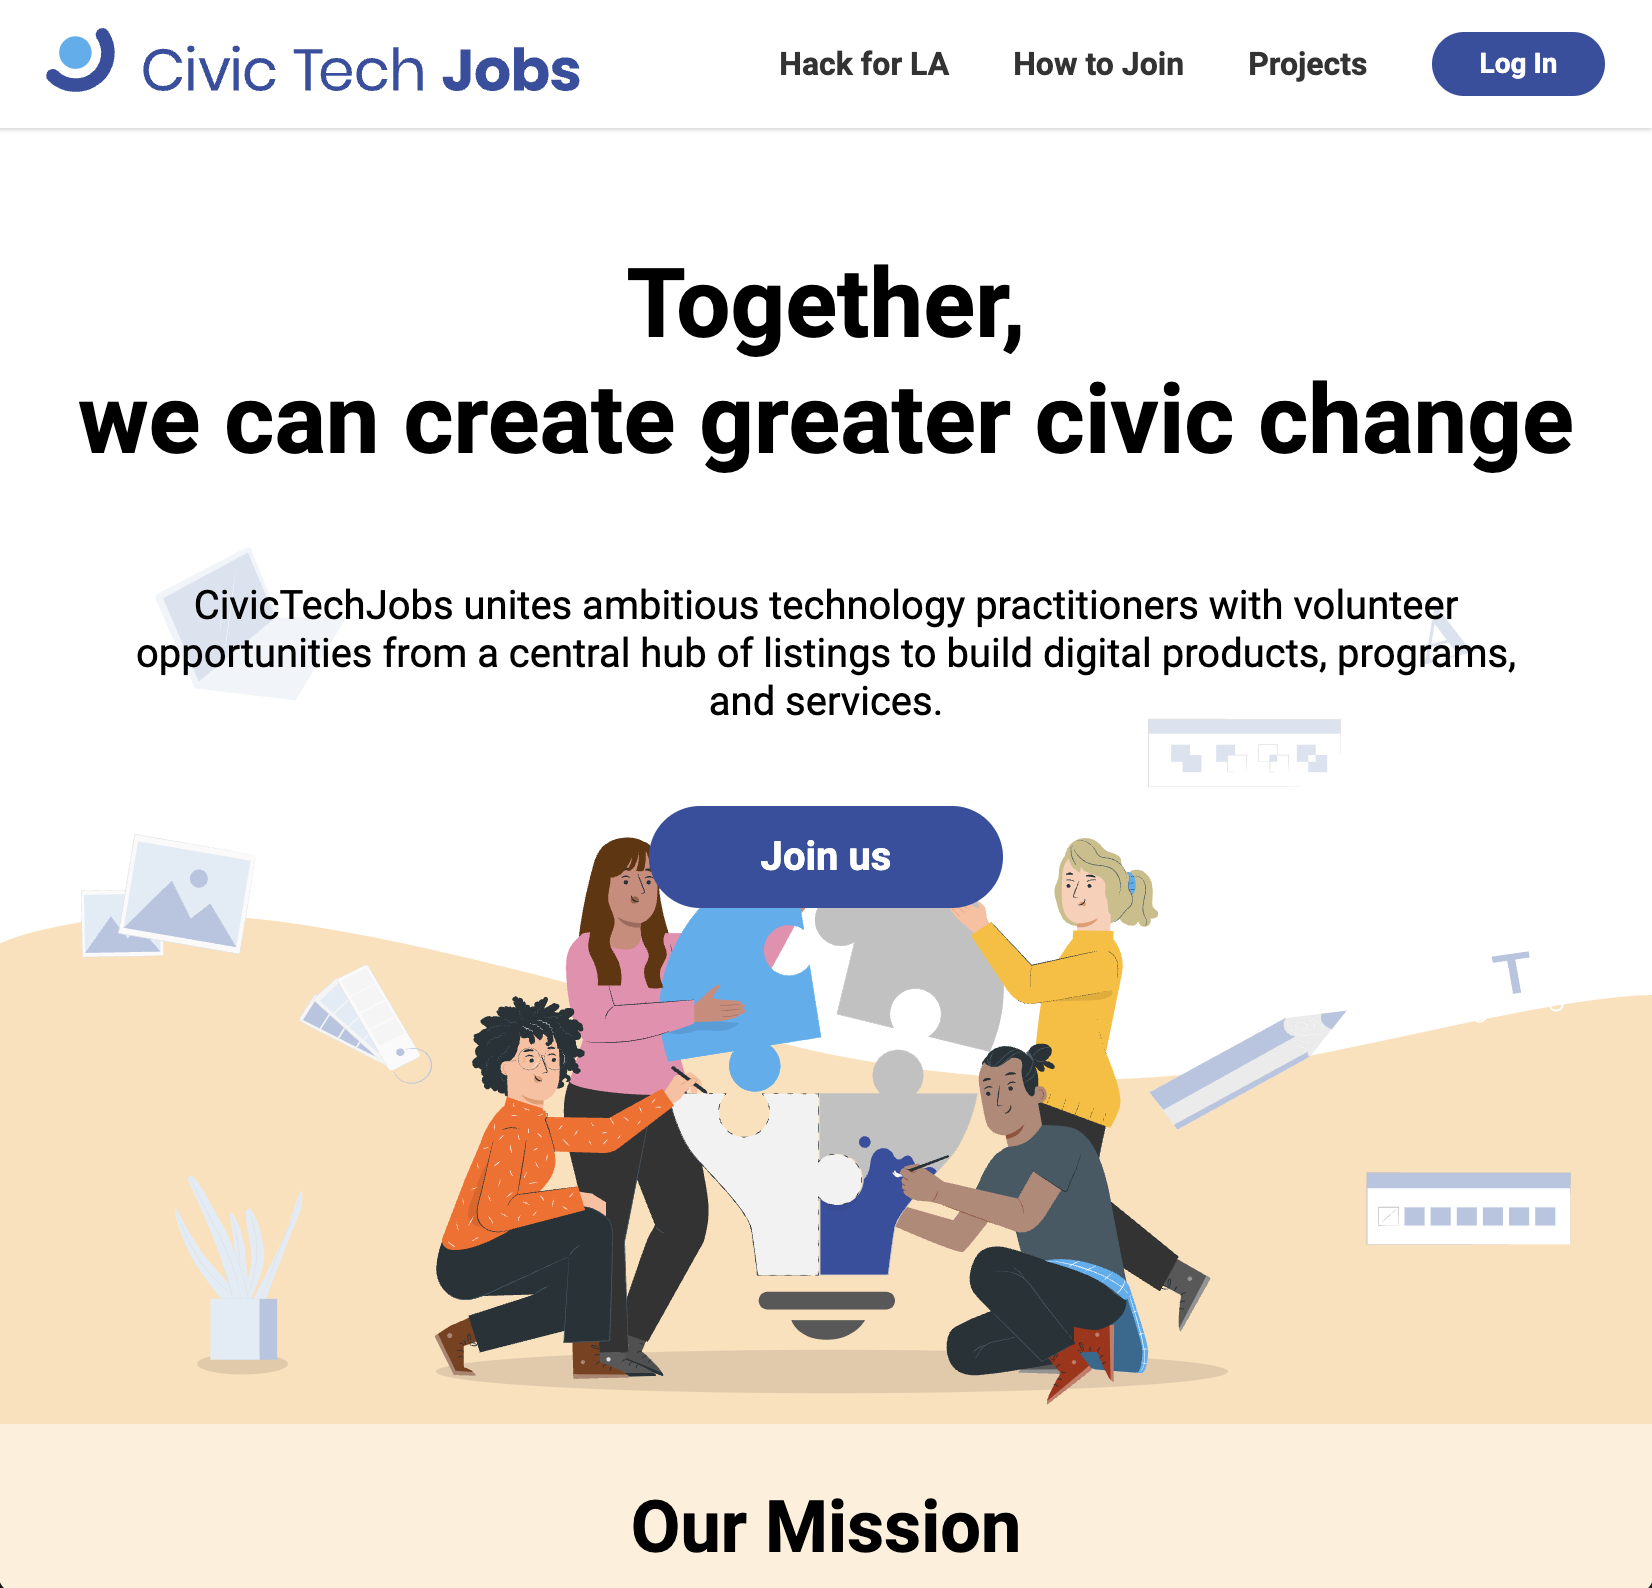 Civic Tech Jobs
Hack for LA
How to Join
Projects
Log In
Together,
we can create greater civic change
CivicTechJobs unites ambitious technology practitioners with volunteer
opportunities from a central hub of listings to build digital products, programs,
and services.
A
Join us
T
Our Mission